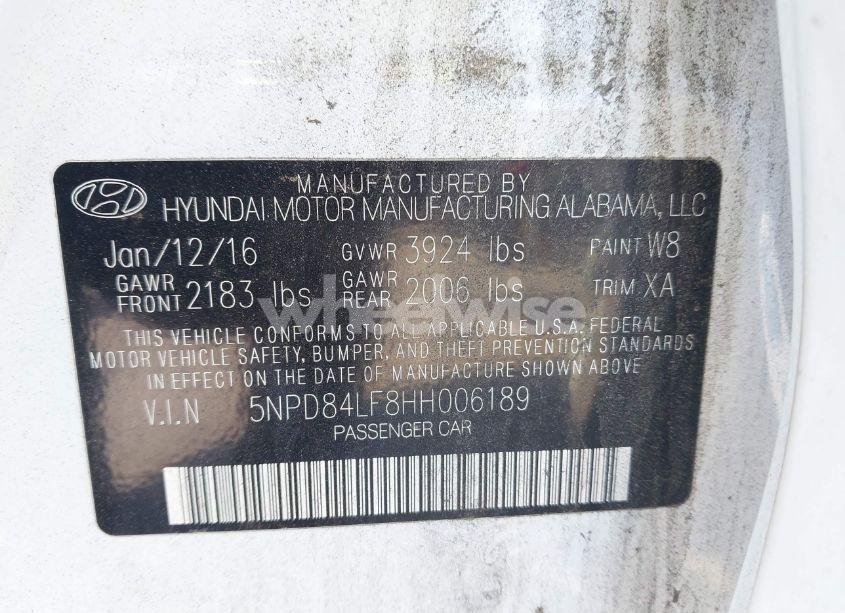 MANUFACTURED BY
HYUNDAI MOTOR MANUFACTURING ALABAMA, LLC
Jan/12/16 GVWR 3924 lbs PAINT W8
GAWR FRONT 2183 lbs GAWR REAR 2006 lbs TRIM XA
wheelwise
THIS VEHICLE CONFORMS TO ALL APPLICABLE U.S.A. FEDERAL
MOTOR VEHICLE SAFETY, BUMPER, AND THEFT PREVENTION STANDARDS
IN EFFECT ON THE DATE OF MANUFACTURE SHOWN ABOVE
V.I.N 5NPD84LF8HH006189
PASSENGER CAR